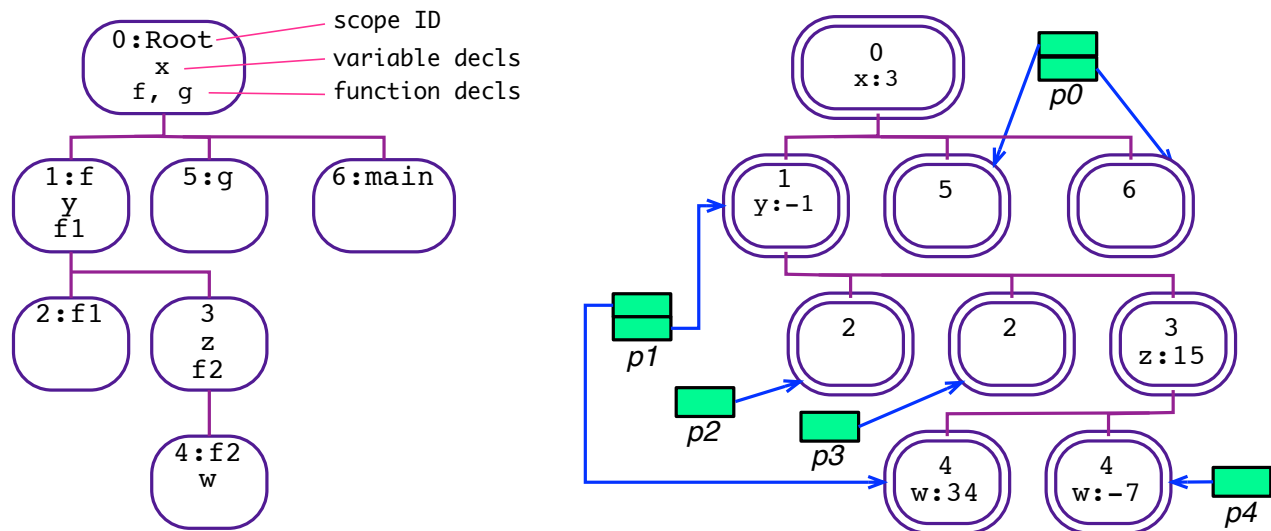 0:Root
x
f, g
scope ID
variable decls
function decls
1:f
y
f1
5:g
6:main
2:f1
3
z
f2
4:f2
w
0
x:3
p0
1
y:-1
5
6
p1
2
2
3
z:15
p2
p3
4
w:34
4
w:-7
p4